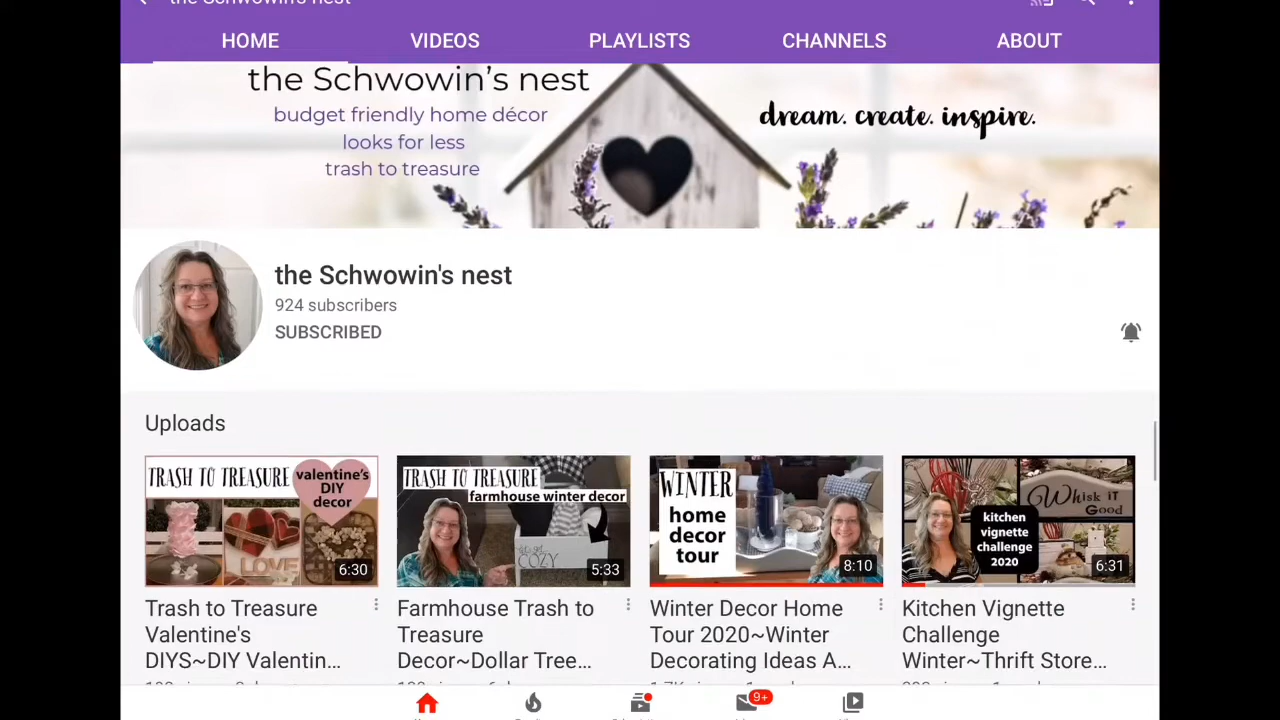 the Schwowin's nest
HOME VIDEOS PLAYLISTS CHANNELS ABOUT
the Schwowin's nest
budget friendly home décor
looks for less
trash to treasure
dream. create. inspire.
the Schwowin's nest
924 subscribers
SUBSCRIBED
Uploads
TRASH TO TREASURE
valentine's
DIY
decor
LOVE
6:30
TRASH TO TREASURE
farmhouse winter decor
COZY
5:33
WINTER
home
decor
tour
8:10
Whisk it
Good
kitchen
vignette
challenge
2020
6:31
Trash to Treasure
Valentine's
DIYS~DIY Valentin...
Farmhouse Trash to
Treasure
Decor~Dollar Tree...
Winter Decor Home
Tour 2020~Winter
Decorating Ideas A...
Kitchen Vignette
Challenge
Winter~Thrift Store...
9+